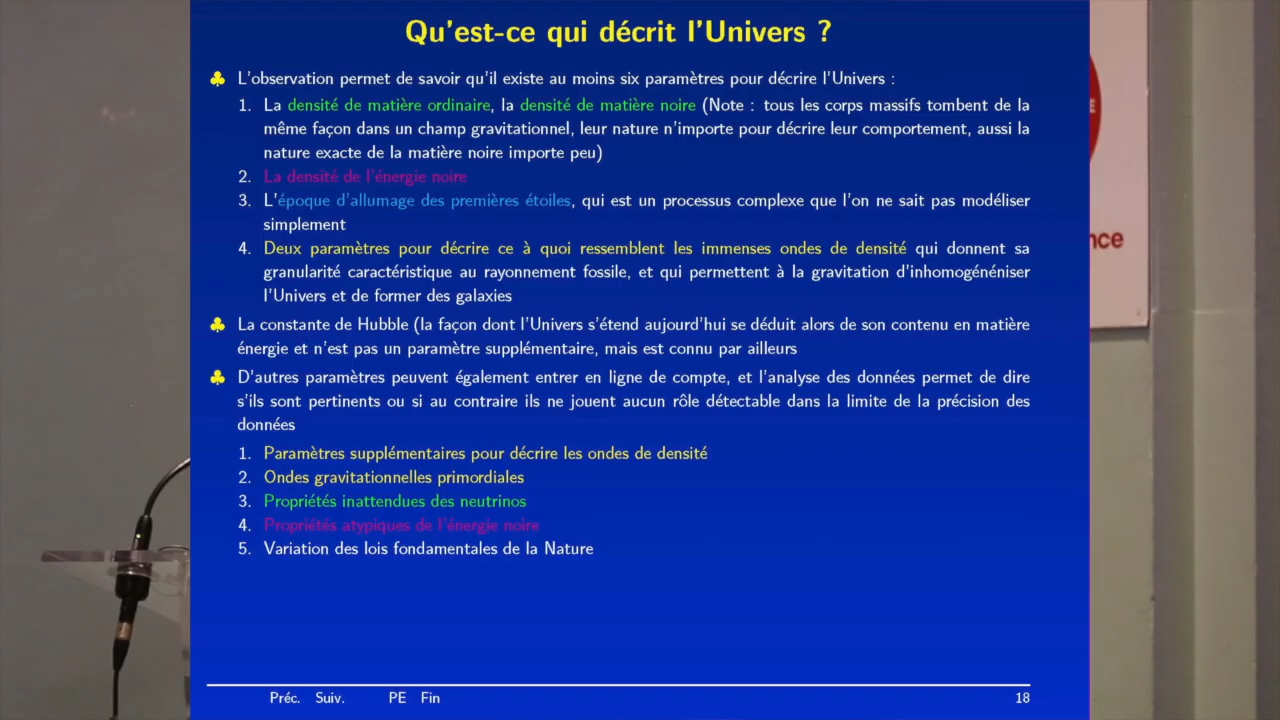 Qu'est-ce qui décrit l'Univers ?
♣ L'observation permet de savoir qu'il existe au moins six paramètres pour décrire l'Univers :
1. La densité de matière ordinaire, la densité de matière noire (Note : tous les corps massifs tombent de la
même façon dans un champ gravitationnel, leur nature n'importe pour décrire leur comportement, aussi la
nature exacte de la matière noire importe peu)
2. La densité de l'énergie noire
3. L'époque d'allumage des premières étoiles, qui est un processus complexe que l'on ne sait pas modéliser
simplement
4. Deux paramètres pour décrire ce à quoi ressemblent les immenses ondes de densité qui donnent sa
granularité caractéristique au rayonnement fossile, et qui permettent à la gravitation d'inhomogénéniser
l'Univers et de former des galaxies
♣ La constante de Hubble (la façon dont l'Univers s'étend aujourd'hui se déduit alors de son contenu en matière
énergie et n'est pas un paramètre supplémentaire, mais est connu par ailleurs
♣ D'autres paramètres peuvent également entrer en ligne de compte, et l'analyse des données permet de dire
s'ils sont pertinents ou si au contraire ils ne jouent aucun rôle détectable dans la limite de la précision des
données
1. Paramètres supplémentaires pour décrire les ondes de densité
2. Ondes gravitationnelles primordiales
3. Propriétés inattendues des neutrinos
4. Propriétés atypiques de l'énergie noire
5. Variation des lois fondamentales de la Nature
Préc. Suiv. PE Fin 18
nce